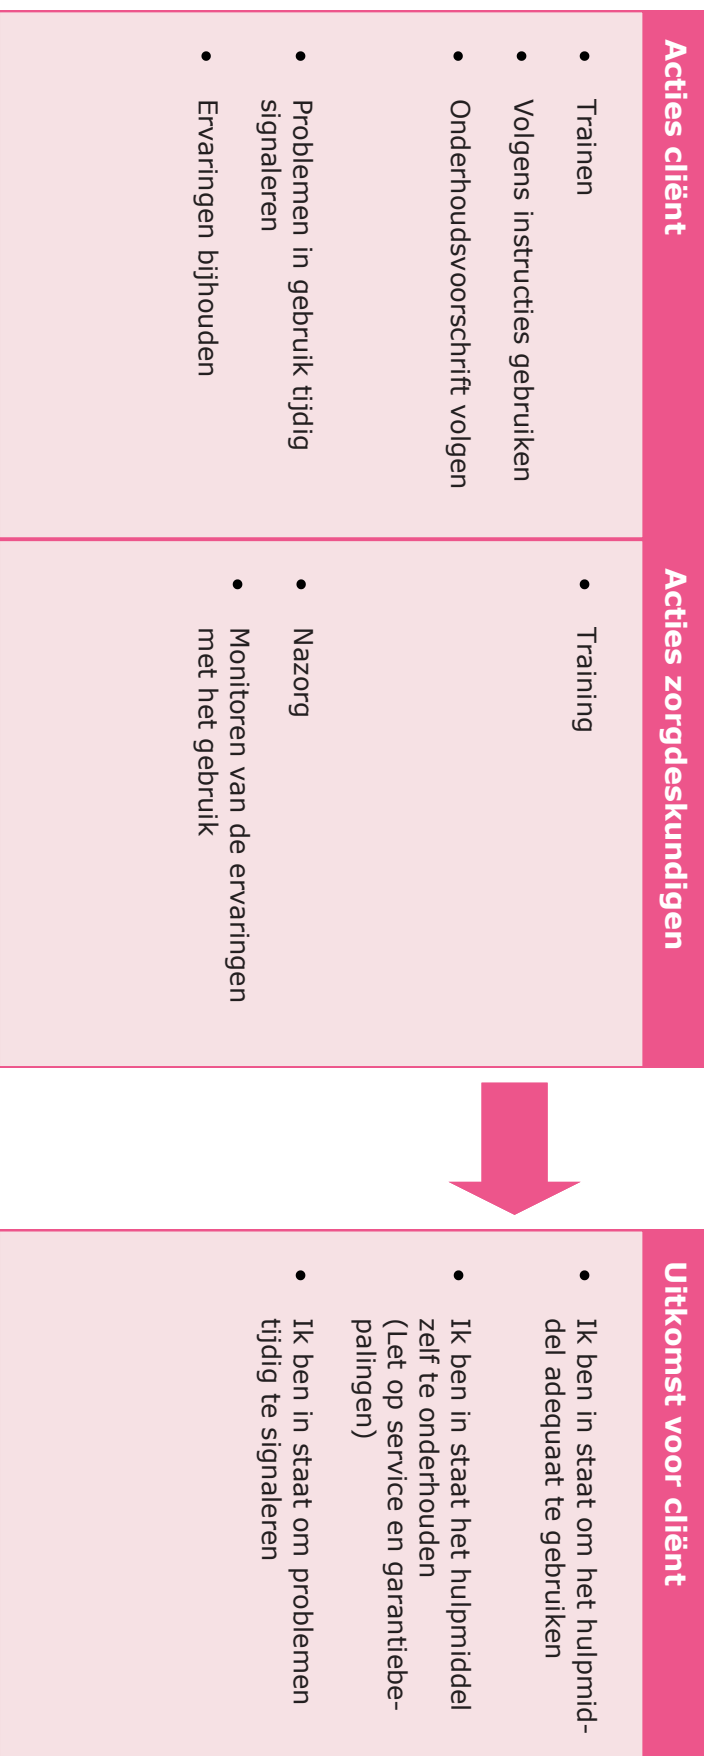 Acties cliënt
• Trainen
• Volgens instructies gebruiken
• Onderhoudsvoorschrift volgen
• Problemen in gebruik tijdig
signaleren
• Ervaringen bijhouden
Acties zorgdeskundigen
• Training
• Nazorg
• Monitoren van de ervaringen
met het gebruik
Uitkomst voor cliënt
• Ik ben in staat om het hulpmid-
del adequaat te gebruiken
• Ik ben in staat het hulpmiddel
zelf te onderhouden
(Let op service en garantiebe-
palingen)
• Ik ben in staat om problemen
tijdig te signaleren